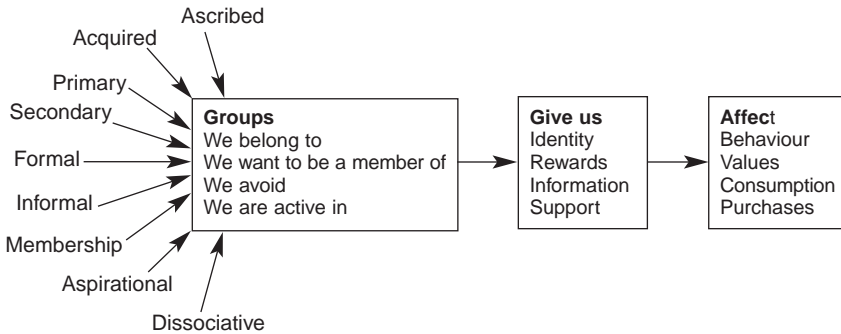 Ascribed
Acquired
Primary
Secondary
Formal
Informal
Membership
Aspirational
Dissociative
Groups
We belong to
We want to be a member of
We avoid
We are active in
Give us
Identity
Rewards
Information
Support
Affect
Behaviour
Values
Consumption
Purchases